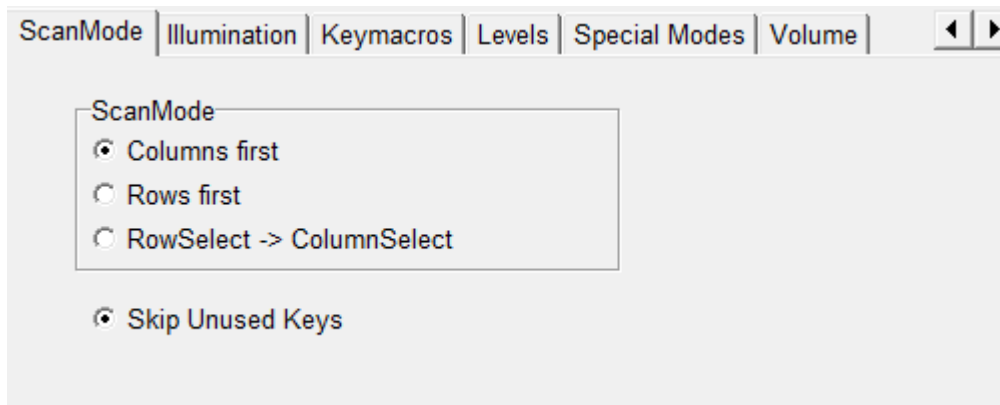 ScanMode Illumination Keymacros Levels Special Modes Volume
ScanMode
Columns first
Rows first
RowSelect -> ColumnSelect
Skip Unused Keys